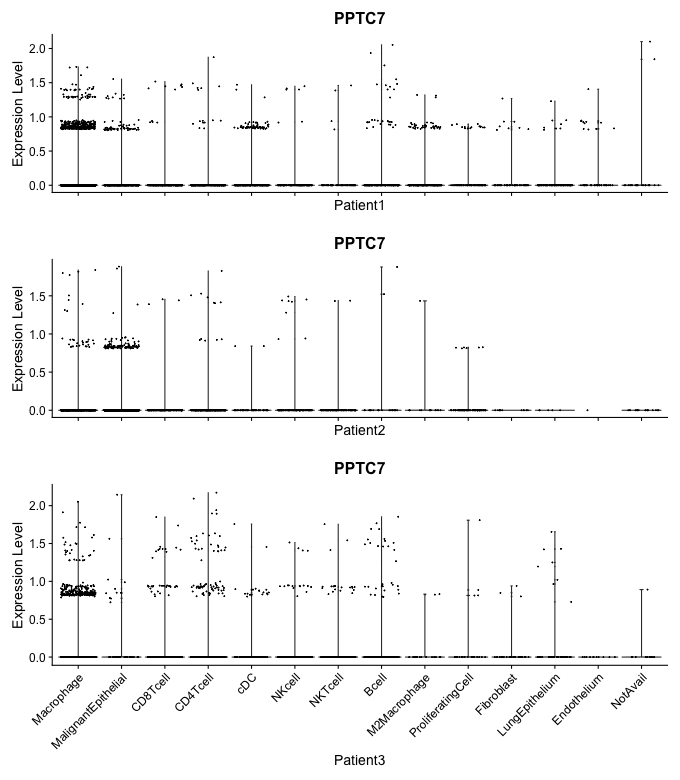 PPTC7
Expression Level
2.0
1.5
1.0
0.5
0.0
Patient1
PPTC7
Expression Level
1.5
1.0
0.5
0.0
Patient2
PPTC7
Expression Level
2.0
1.5
1.0
0.5
0.0
Macrophage
MalignantEpithelial
CD8Tcell
CD4Tcell
cDC
NKcell
NKTcell
Bcell
M2Macrophage
ProliferatingCell
Fibroblast
LungEpithelium
Endothelium
NotAvail
Patient3